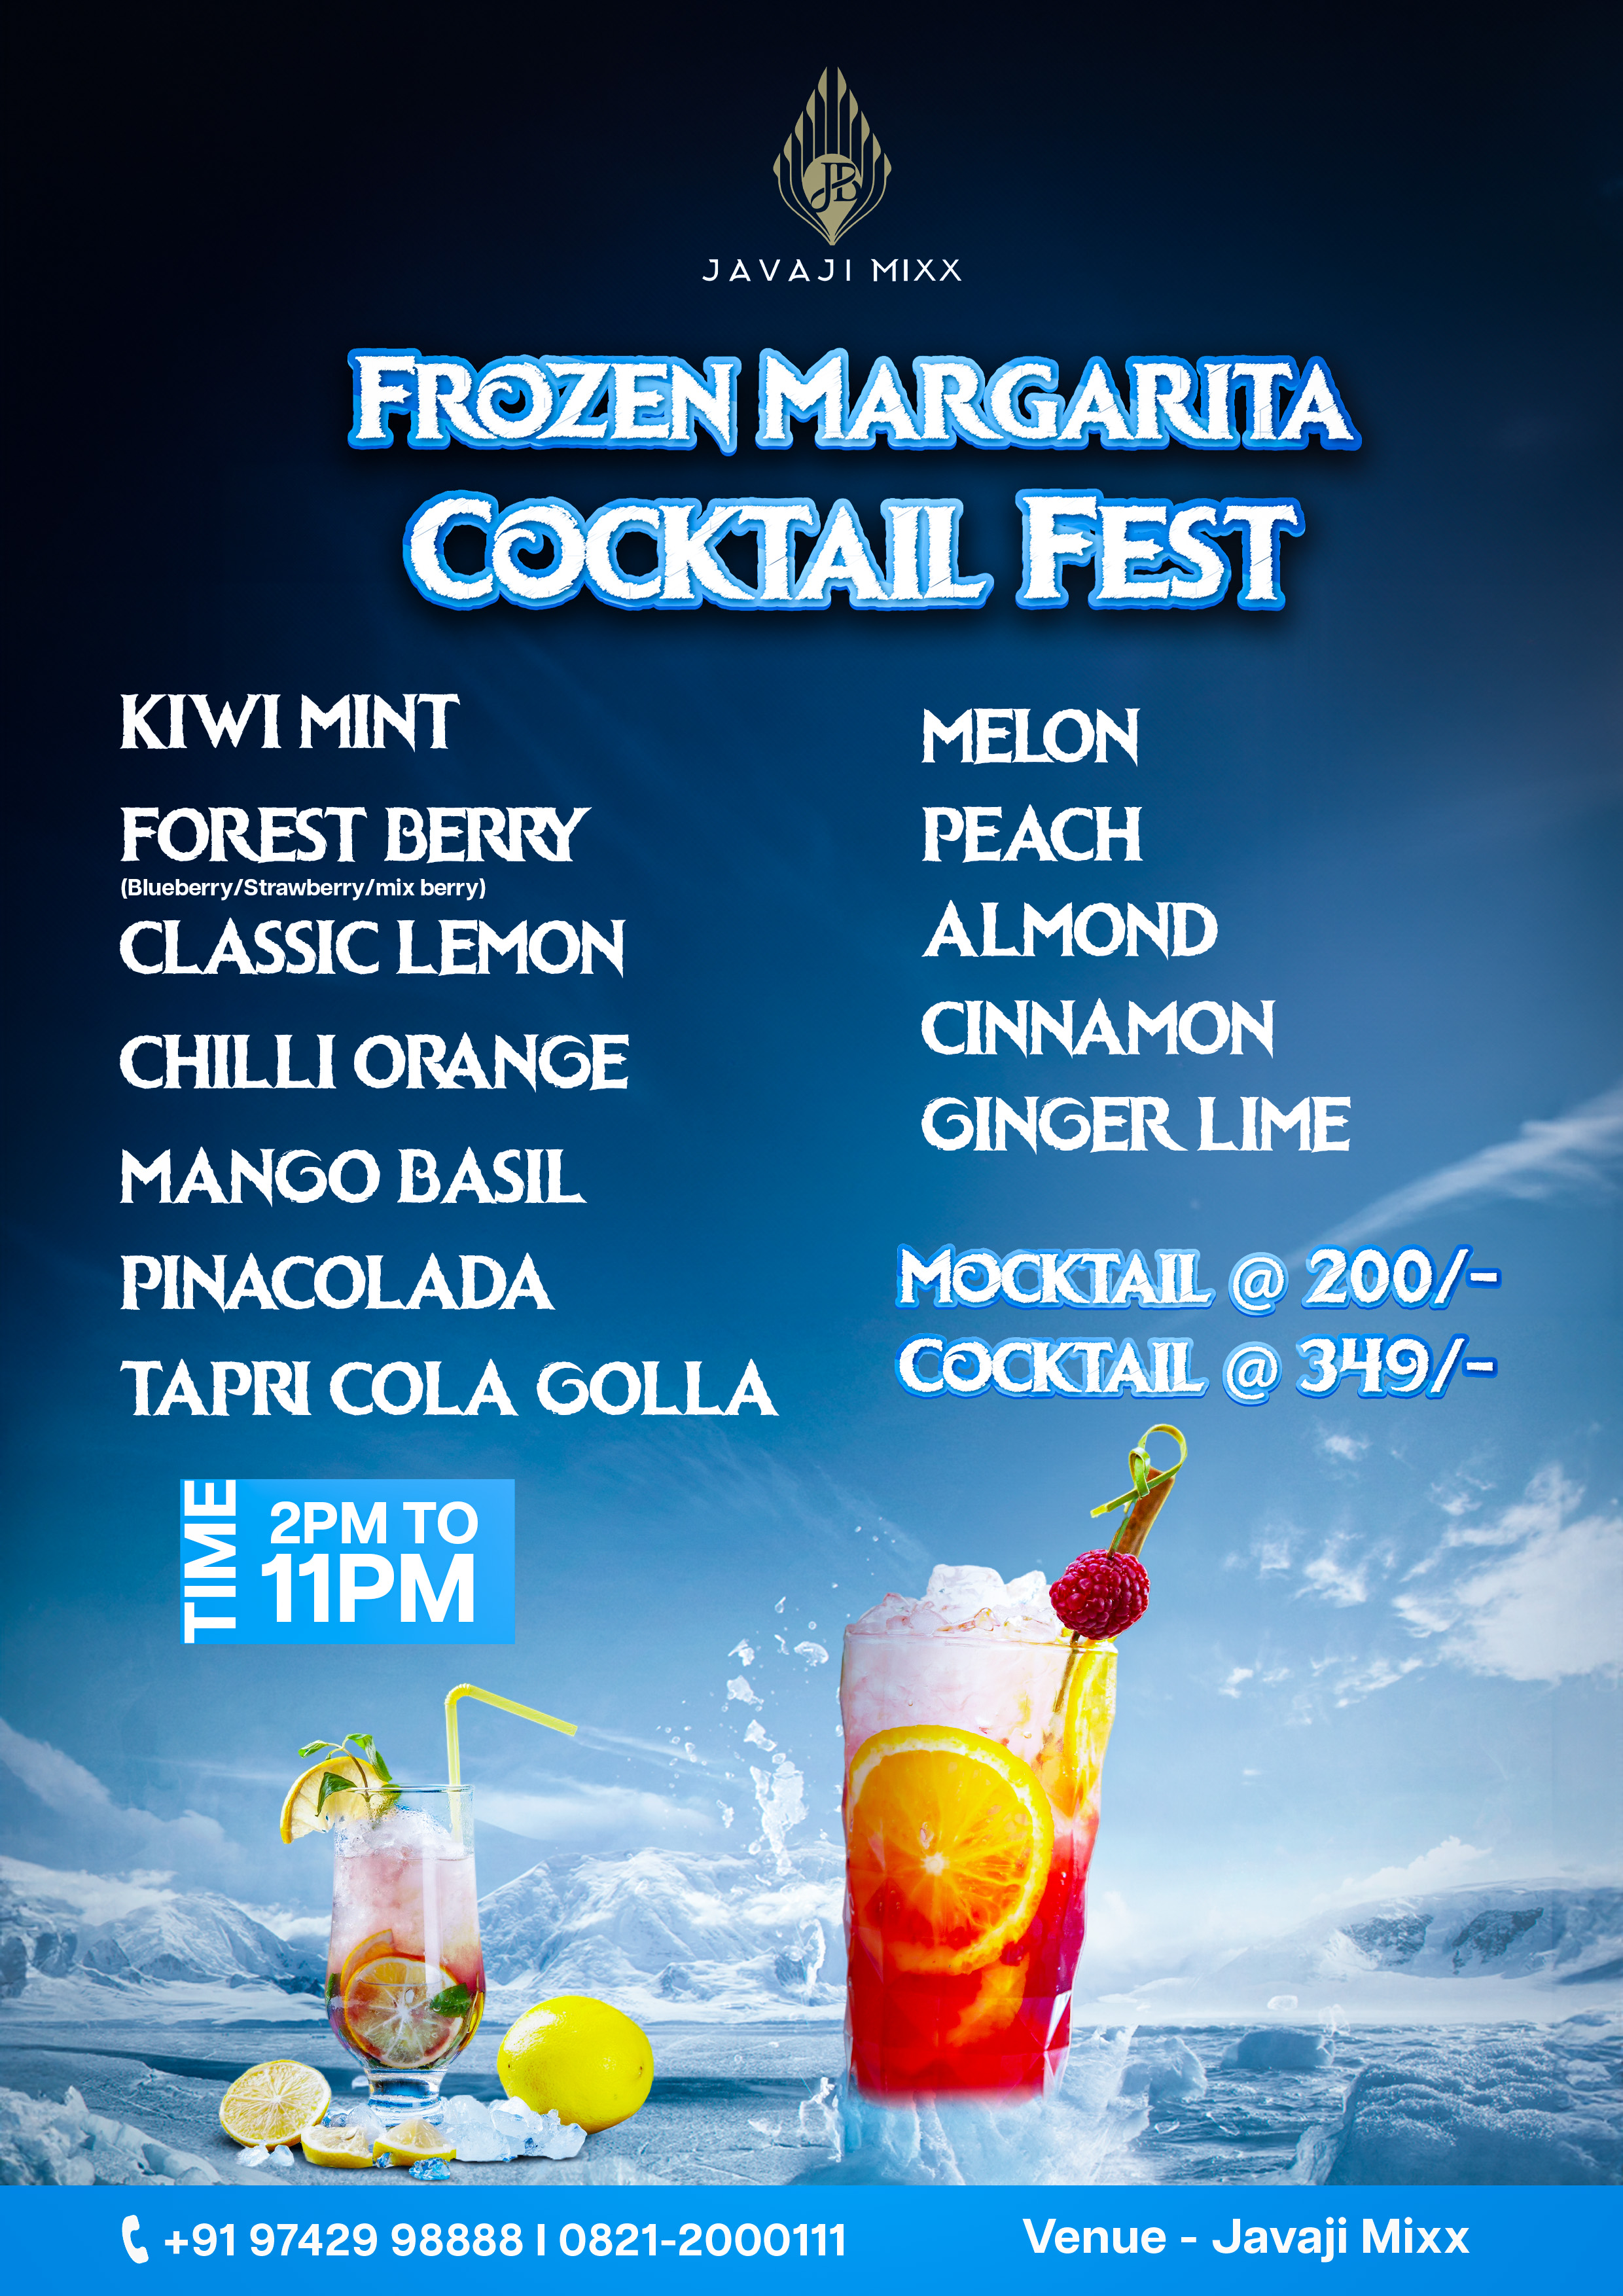 JB
JAVAJI MIXX
FROZEN MARGARITA
COCKTAIL FEST
KIWI MINT
FOREST BERRY
(Blueberry/Strawberry/mix berry)
CLASSIC LEMON
CHILLI ORANGE
MANGO BASIL
PINACOLADA
TAPRI COLA GOLLA
MELON
PEACH
ALMOND
CINNAMON
GINGER LIME
MOCKTAIL @ 200/-
COCKTAIL @ 349/-
TIME
2PM TO
11PM
+91 97429 98888 I 0821-2000111
Venue - Javaji Mixx